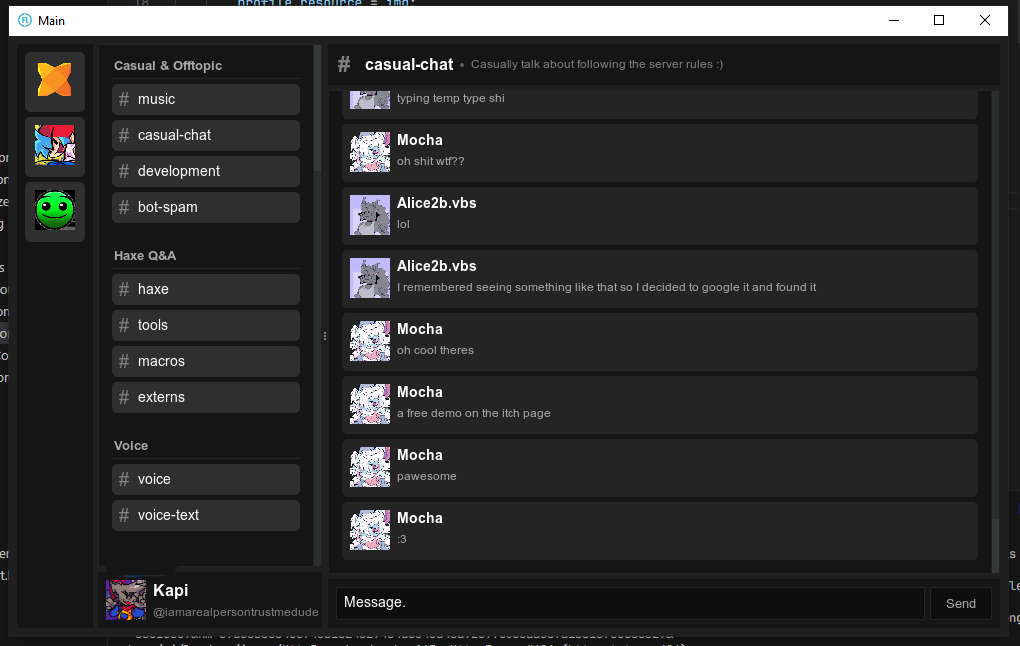 profile.resource = img;
Main
Casual & Offtopic
# music
# casual-chat
# development
# bot-spam
Haxe Q&A
# haxe
# tools
# macros
# externs
Voice
# voice
# voice-text
Kapi
@iamarealpersontrustmedude
# casual-chat • Casually talk about following the server rules :)
typing temp type shi
Mocha
oh shit wtf??
Alice2b.vbs
lol
Alice2b.vbs
I remembered seeing something like that so I decided to google it and found it
Mocha
oh cool theres
Mocha
a free demo on the itch page
Mocha
pawesome
Mocha
:3
Message.
Send